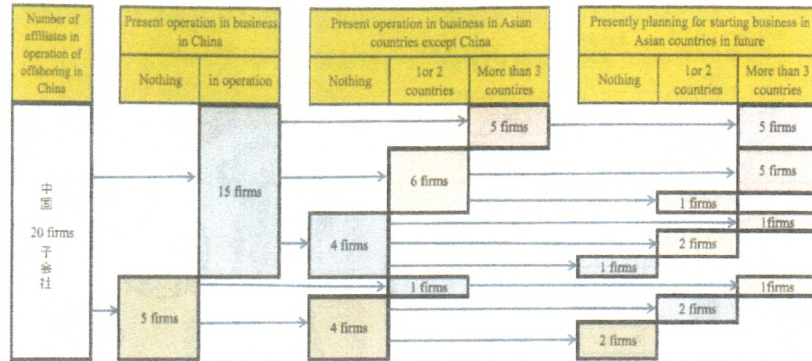 Number of
affiliates in
operation of
offshoring in
China
Present operation in business
in China
Nothing
in operation
Present operation in business in Asian
countries except China
Nothing
1or 2
countries
More than 3
countires
Presently planning for starting business in
Asian countries in future
Nothing
1or 2
countries
More than 3
countries
中
国
20 firms
子
会
社
15 firms
5 firms
5 firms
6 firms
4 firms
1 firms
4 firms
5 firms
5 firms
1 firms
1firms
2 firms
1 firms
1firms
2 firms
2 firms